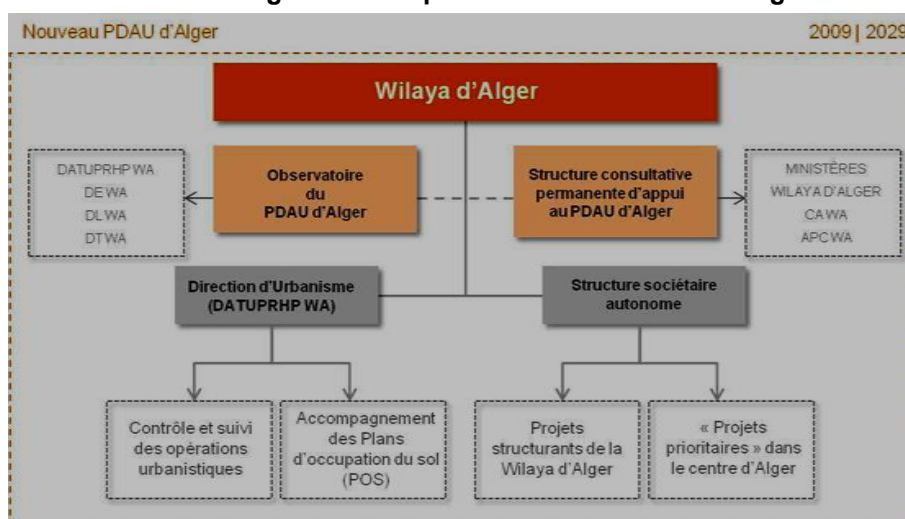 Nouveau PDAU d'Alger
2009 | 2029
Wilaya d'Alger
DATUPRHP WA
DE WA
DL WA
DT WA
Observatoire
du
PDAU d'Alger
Structure consultative
permanente d'appui
au PDAU d'Alger
MINISTÈRES
WILAYA D'ALGER
CA WA
APC WA
Direction d'Urbanisme
(DATUPRHP WA)
Structure sociétaire
autonome
Contrôle et suivi
des opérations
urbanistiques
Accompagnement
des Plans
d'occupation du sol
(POS)
Projets
structurants de la
Wilaya d'Alger
« Projets
prioritaires » dans
le centre d'Alger